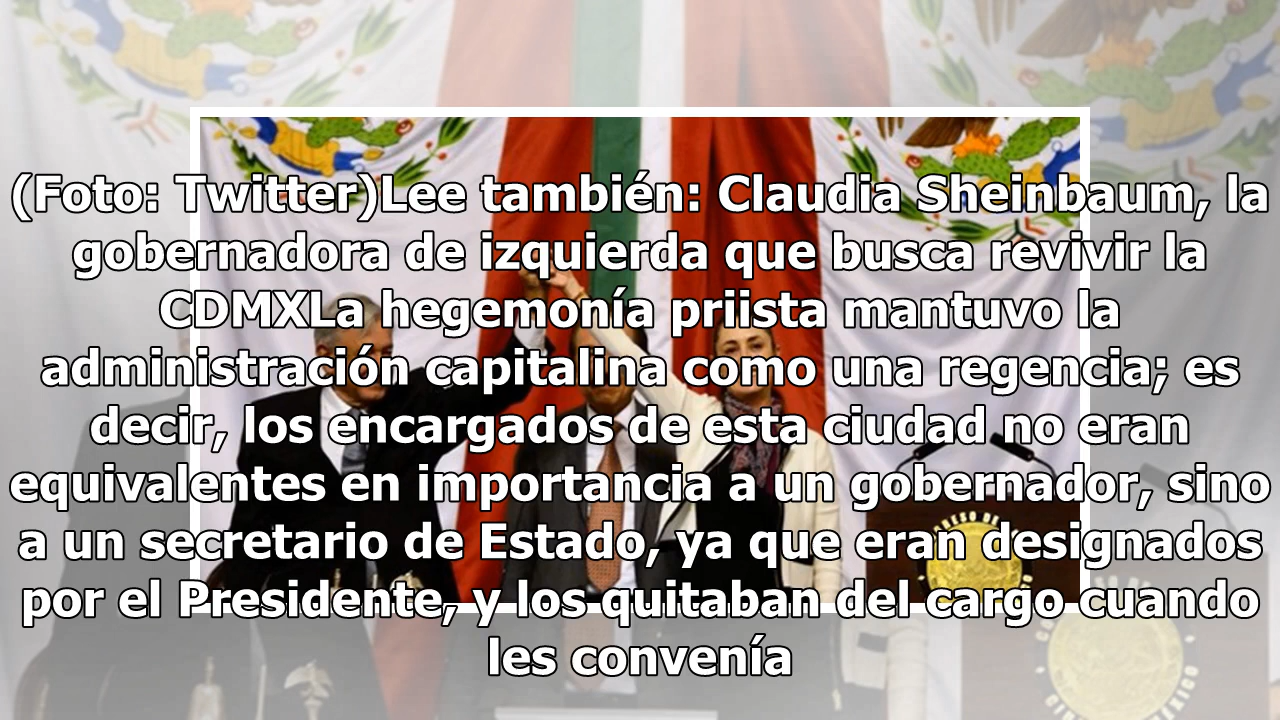 (Foto: Twitter)Lee también: Claudia Sheinbaum, la
gobernadora de izquierda que busca revivir la
CDMXLa hegemonía priista mantuvo la
administración capitalina como una regencia; es
decir, los encargados de esta ciudad no eran
equivalentes en importancia a un gobernador, sino
a un secretario de Estado, ya que eran designados
por el Presidente, y los quitaban del cargo cuando
les convenía